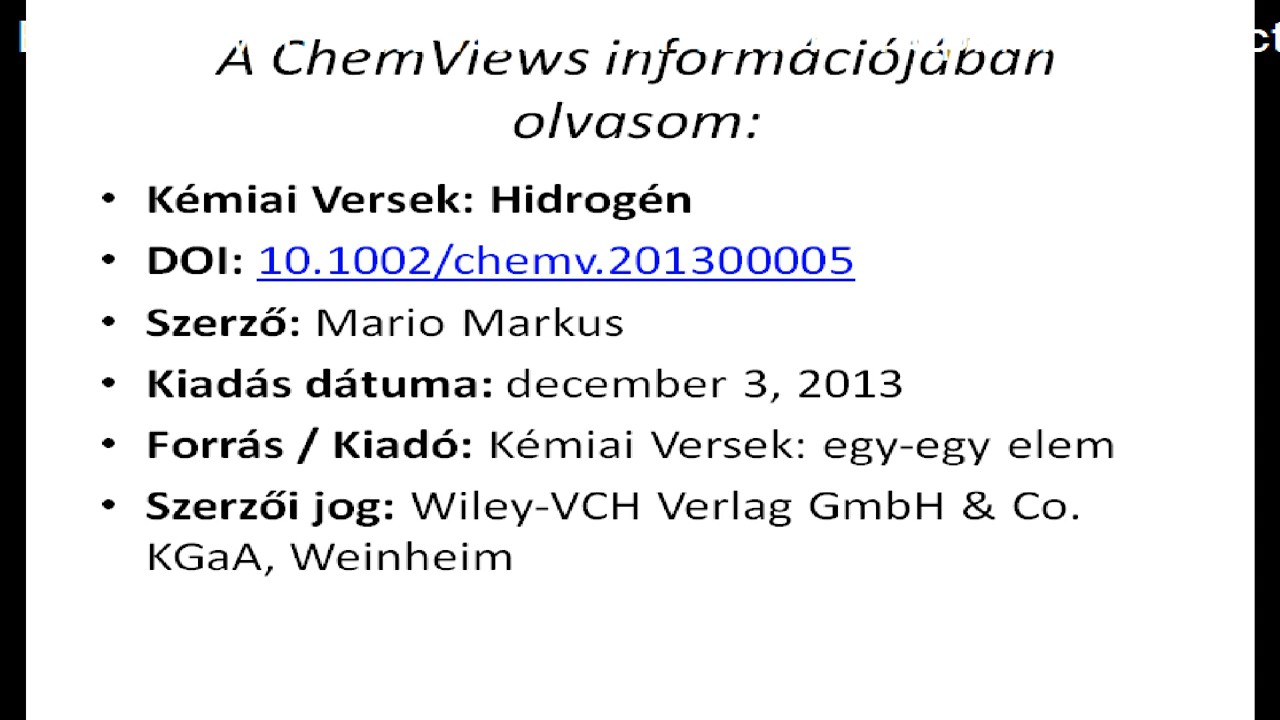 A ChemViews információjában
olvasom:
• Kémiai Versek: Hidrogén
• DOI: 10.1002/chemv.201300005
• Szerző: Mario Markus
• Kiadás dátuma: december 3, 2013
• Forrás / Kiadó: Kémiai Versek: egy-egy elem
• Szerzői jog: Wiley-VCH Verlag GmbH & Co.
KGaA, Weinheim